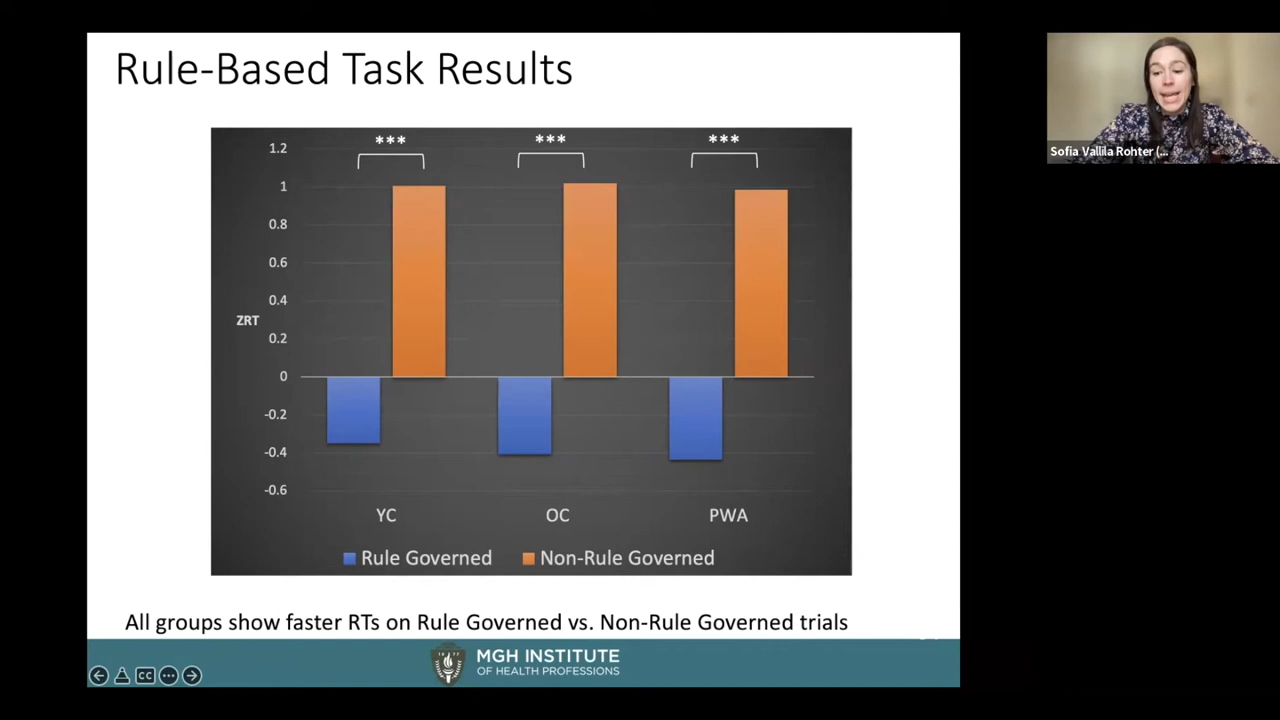 Rule-Based Task Results
Sofia Vallila Rohter (...
*** *** ***
1.2
1
0.8
0.6
0.4
ZRT
0.2
0
-0.2
-0.4
-0.6
YC OC PWA
Rule Governed Non-Rule Governed
All groups show faster RTs on Rule Governed vs. Non-Rule Governed trials
1977
MGH INSTITUTE
OF HEALTH PROFESSIONS
CC